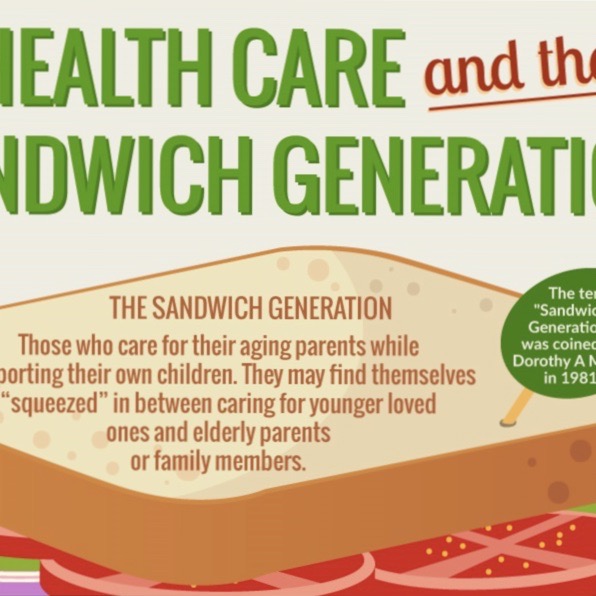 HEALTH CARE and the
NDWICH GENERATIO
THE SANDWICH GENERATION
Those who care for their aging parents while
porting their own children. They may find themselves
“squeezed” in between caring for younger loved
ones and elderly parents
or family members.
The ter
"Sandwic
Generatio
was coined
Dorothy A M
in 1981